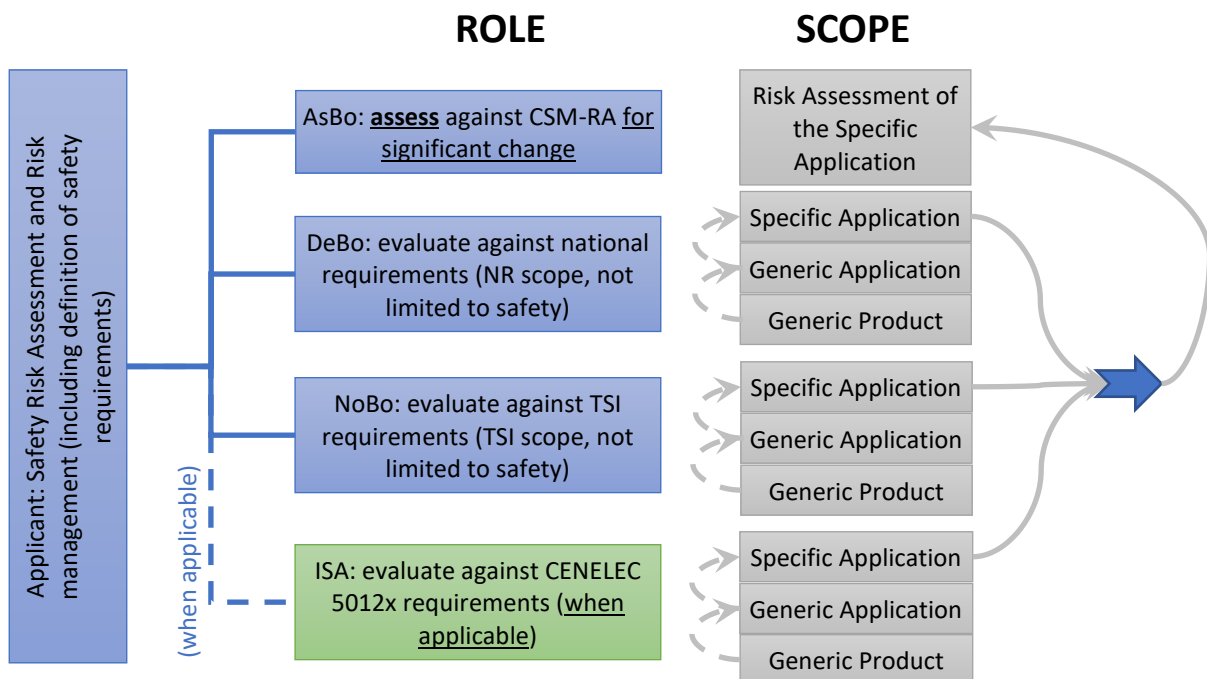 ROLE
SCOPE
Applicant: Safety Risk Assessment and Risk
management (including definition of safety
requirements)
(when applicable)
AsBo: assess against CSM-RA for
significant change
Risk Assessment of
the Specific
Application
DeBo: evaluate against national
requirements (NR scope, not
limited to safety)
Specific Application
Generic Application
Generic Product
NoBo: evaluate against TSI
requirements (TSI scope, not
limited to safety)
Specific Application
Generic Application
Generic Product
ISA: evaluate against CENELEC
5012x requirements (when
applicable)
Specific Application
Generic Application
Generic Product